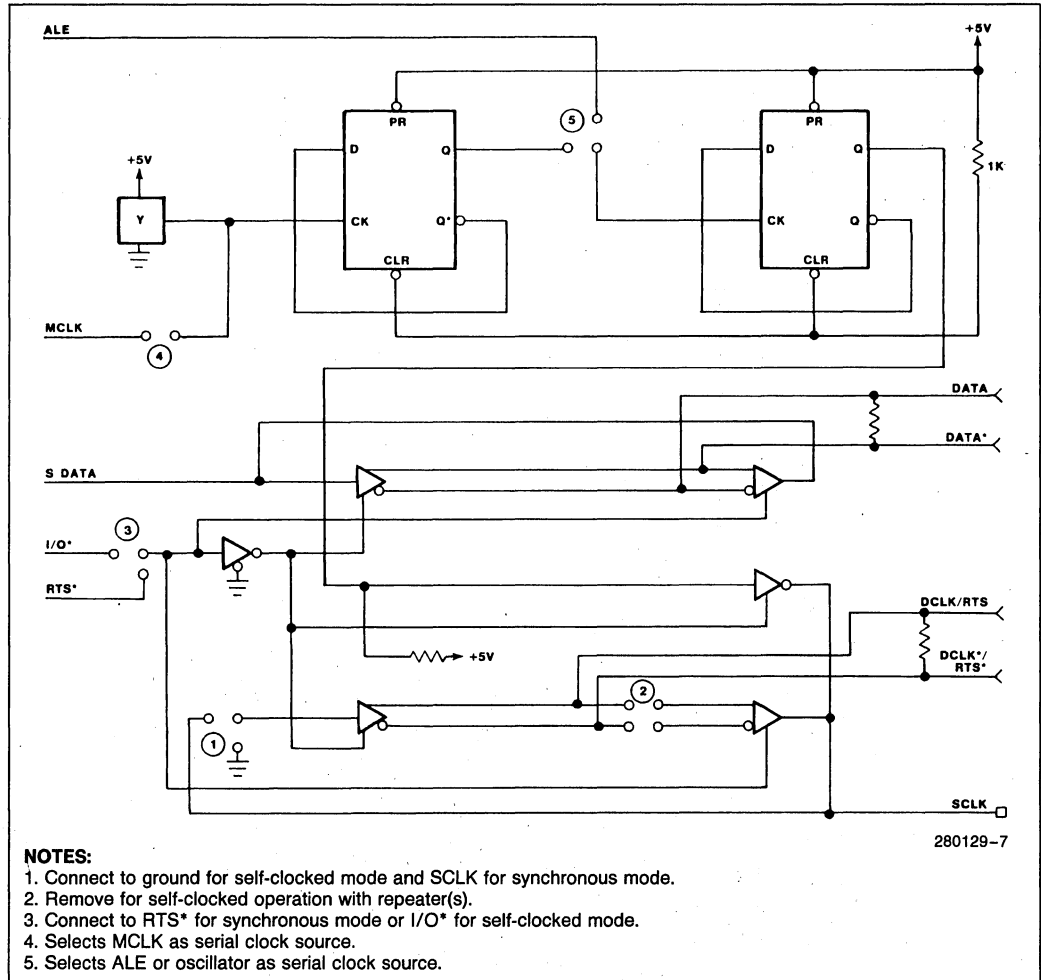 ALE
+5V
PR
PR
5
D
Q
D
Q
1K
+5V
Y
CK
Q*
CK
Q
CLR
CLR
MCLK
4
DATA
DATA*
S DATA
3
I/O*
RTS*
DCLK/RTS
+5V
DCLK*/
RTS*
2
1
SCLK
280129-7
NOTES:
1. Connect to ground for self-clocked mode and SCLK for synchronous mode.
2. Remove for self-clocked operation with repeater(s).
3. Connect to RTS* for synchronous mode or I/O* for self-clocked mode.
4. Selects MCLK as serial clock source.
5. Selects ALE or oscillator as serial clock source.